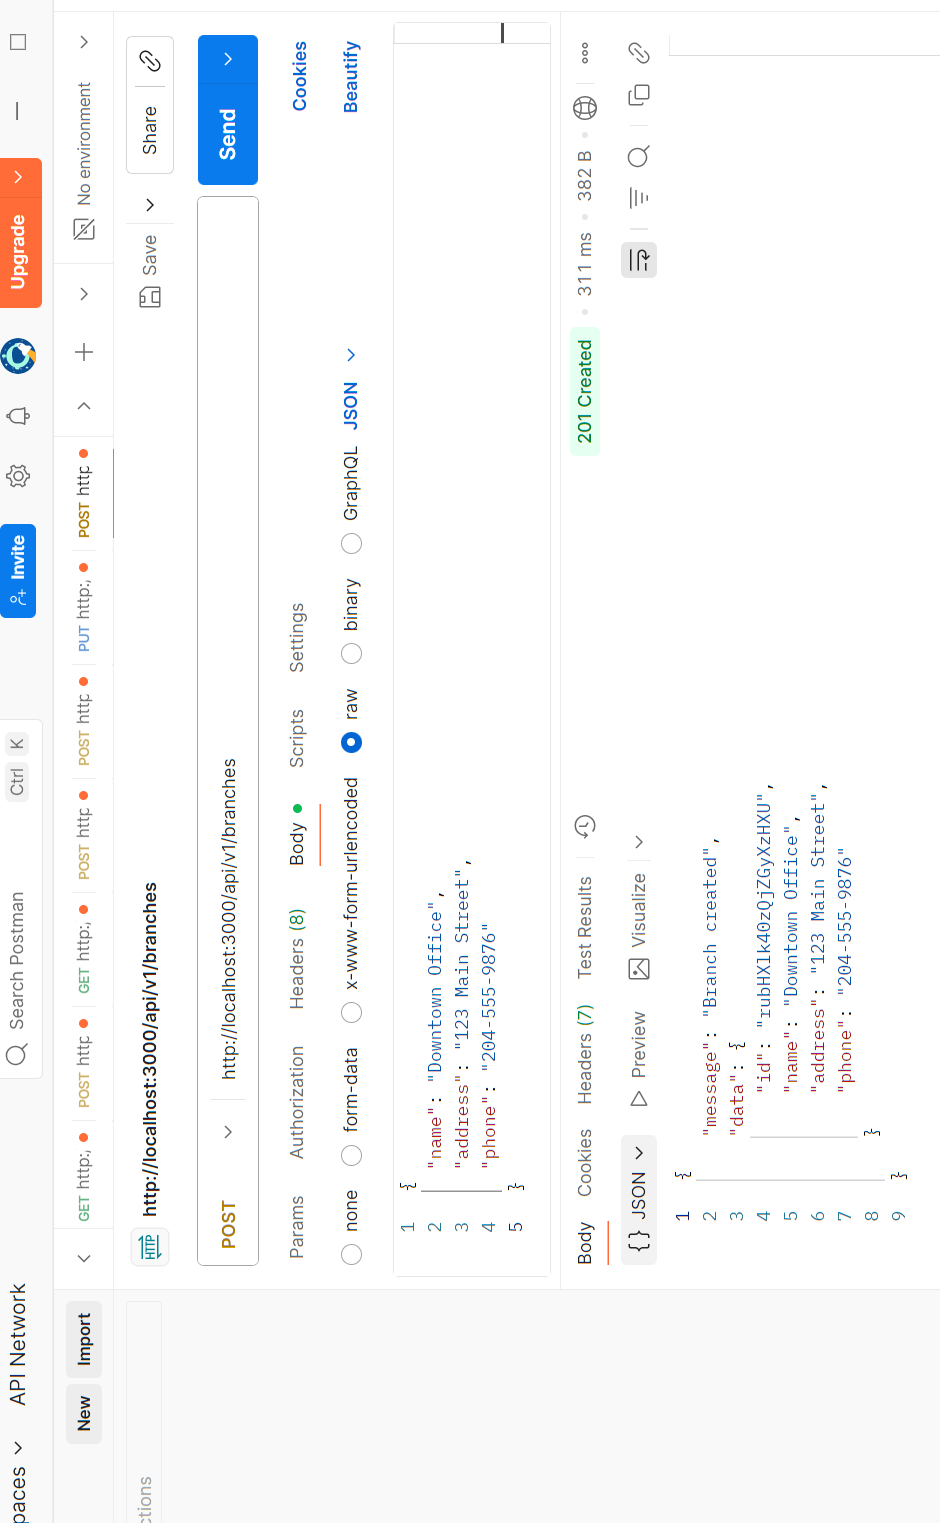 paces API Network Search Postman Ctrl K Invite Upgrade
New Import GET http:, POST http GET http:, POST http POST http PUT http:, POST http No environment
ctions
HTTP http://localhost:3000/api/v1/branches Save Share
POST http://localhost:3000/api/v1/branches Send
Params Authorization Headers (8) Body Scripts Settings Cookies
none form-data x-www-form-urlencoded raw binary GraphQL JSON Beautify
1 {
2 "name": "Downtown Office",
3 "address": "123 Main Street",
4 "phone": "204-555-9876"
5 }
Body Cookies Headers (7) Test Results 201 Created • 311 ms • 382 B •
{} JSON Preview Visualize
1 {
2 "message": "Branch created",
3 "data": {
4 "id": "rubHXlk40zQjZGyXzHXU",
5 "name": "Downtown Office",
6 "address": "123 Main Street",
7 "phone": "204-555-9876"
8 }
9 }